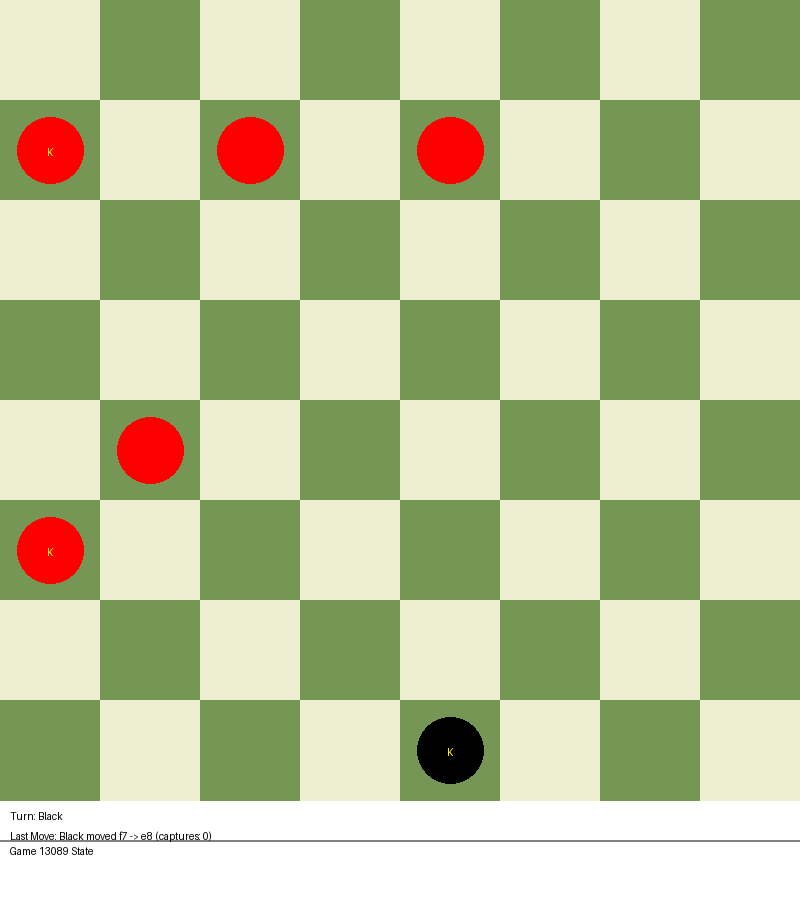 K
K
K
Turn: Black
Last Move: Black moved f7 -> e8 (captures: 0)
Game 13089 State